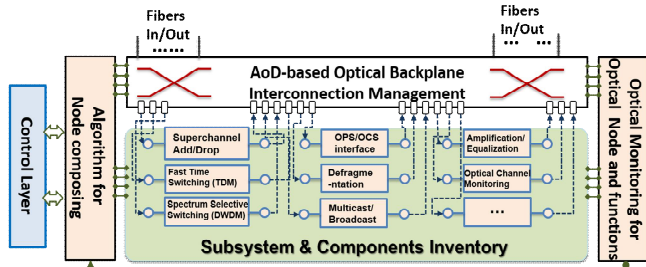 Fibers
In/Out
......
Fibers
In/Out
... ...
AoD-based Optical Backplane
Interconnection Management
Control Layer
Algorithm for
Node composing
Superchannel
Add/Drop
Fast Time
Switching (TDM)
Spectrum Selective
Switching (DWDM)
OPS/OCS
interface
Defragme
-ntation
Multicast/
Broadcast
Amplification/
Equalization
Optical Channel
Monitoring
...
Subsystem & Components Inventory
Optical Monitoring for
Optical Node and functions